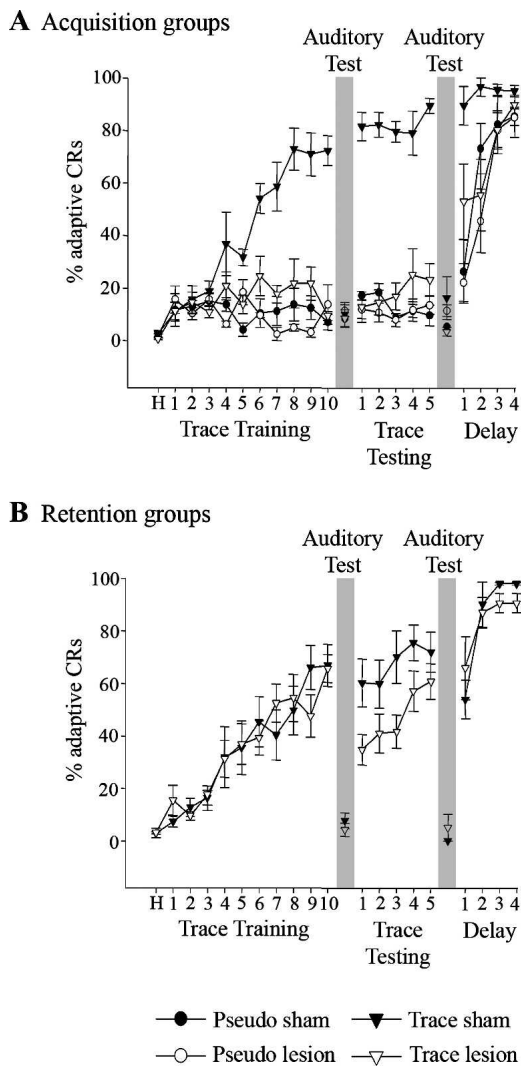 A Acquisition groups
Auditory Test
Auditory Test
100
80
60
40
20
0
% adaptive CRs
H 1 2 3 4 5 6 7 8 9 10
1 2 3 4 5
1 2 3 4
Trace Training
Trace Testing
Delay
B Retention groups
Auditory Test
Auditory Test
100
80
60
40
20
0
% adaptive CRs
H 1 2 3 4 5 6 7 8 9 10
1 2 3 4 5
1 2 3 4
Trace Training
Trace Testing
Delay
Pseudo sham
Trace sham
Pseudo lesion
Trace lesion